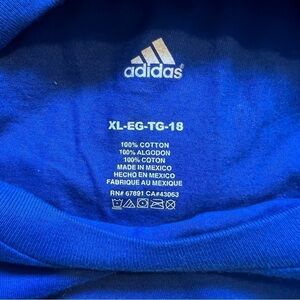 adidas
XL-EG-TG-18
100% COTTON
100% ALGODON
100% COTON
MADE IN MEXICO
HECHO EN MEXICO
FABRIQUE AU MEXIQUE
RN# 67891 CA#43063